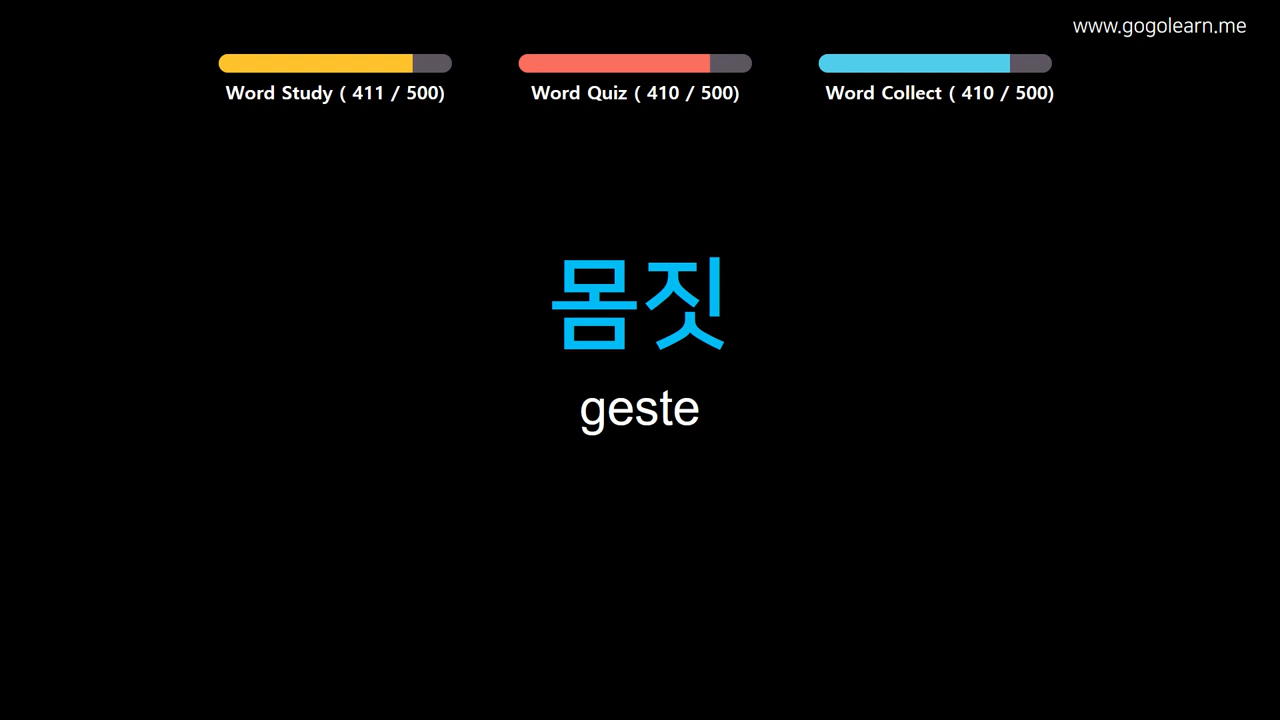 www.gogolearn.me
Word Study ( 411 / 500)
Word Quiz ( 410 / 500)
Word Collect ( 410 / 500)
몸짓
geste